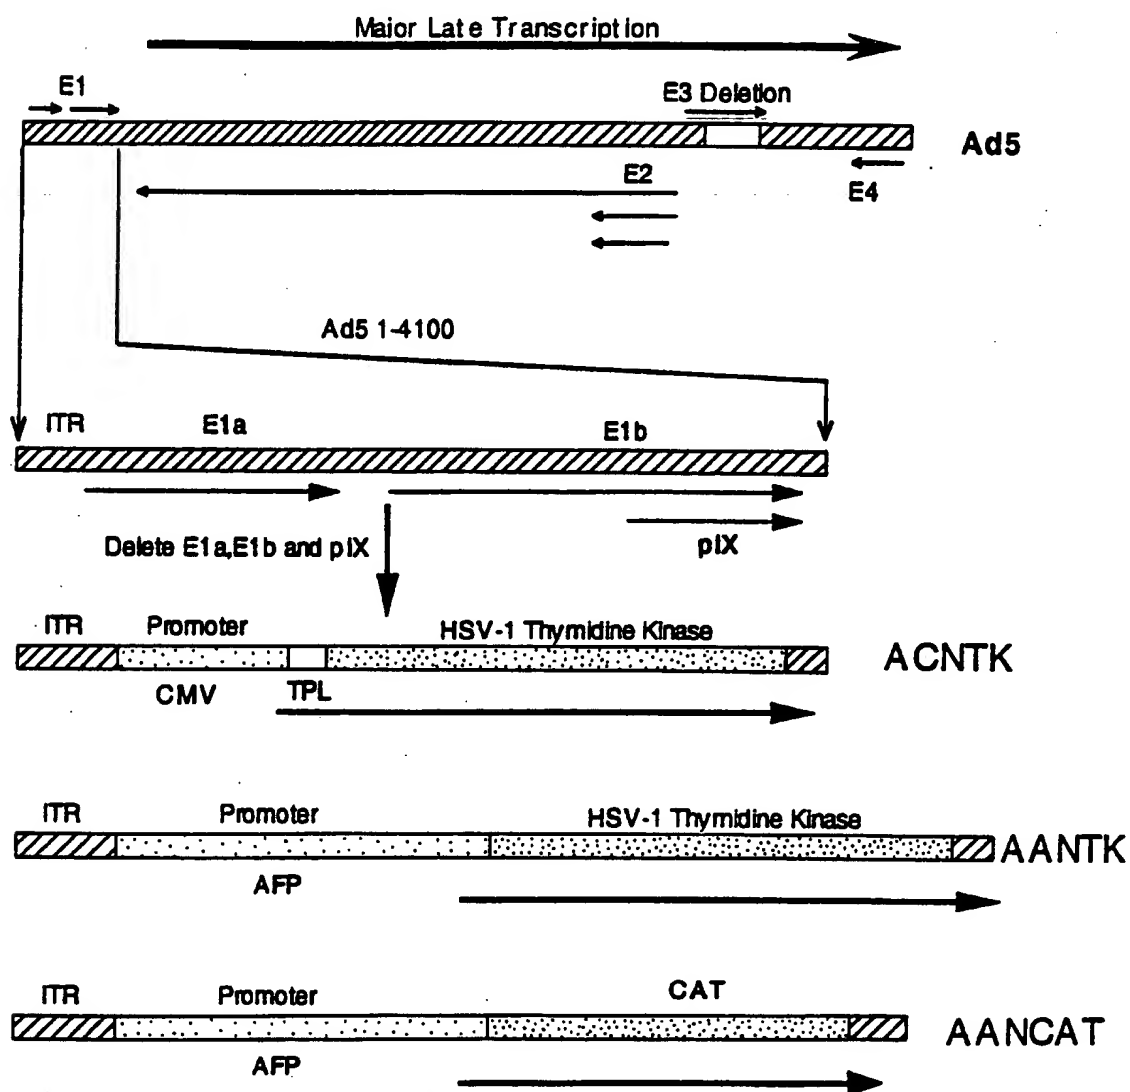 Major Late Transcription
E1
E3 Deletion
Ad5
E2
E4
Ad5 1-4100
ITR
E1a
E1b
Delete E1a,E1b and pIX
pIX
ITR
Promoter
HSV-1 Thymidine Kinase
ACNTK
CMV
TPL
ITR
Promoter
HSV-1 Thymidine Kinase
AANTK
AFP
ITR
Promoter
CAT
AANCAT
AFP